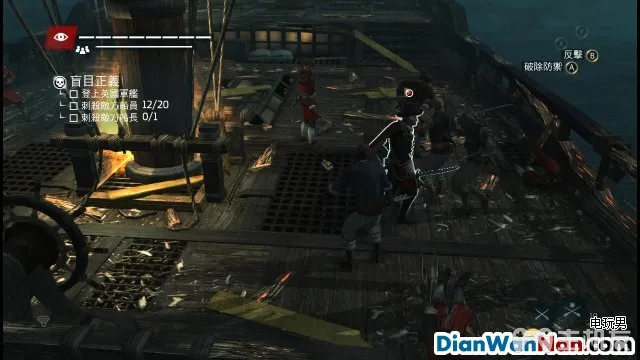 Y
X
反擊 B
破除防禦 A
盲目正義
登上英國軍艦
刺殺敵方船員 12/20
刺殺敵方船長 0/1
电玩男
DianWanNan.com